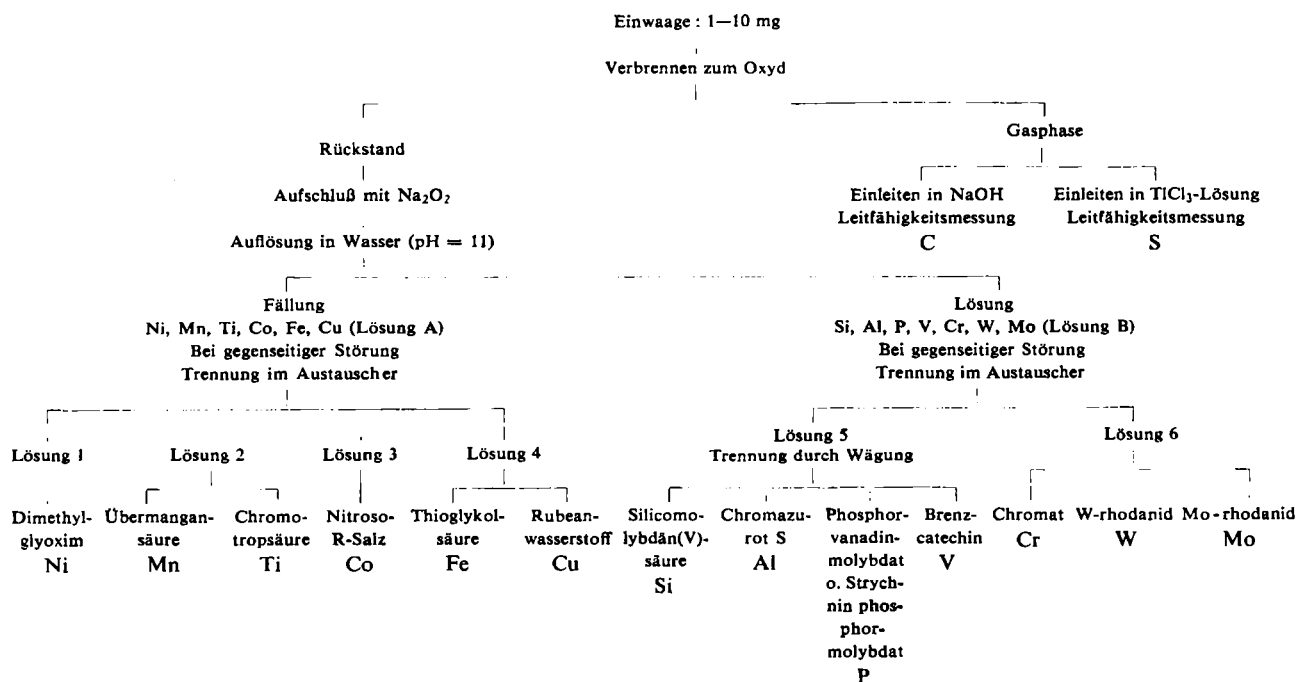 Einwaage : 1—10 mg
Verbrennen zum Oxyd
Rückstand
Aufschluß mit Na₂O₂
Auflösung in Wasser (pH = 11)
Gasphase
Einleiten in NaOH
Leitfähigkeitsmessung
C
Einleiten in TlCl₃-Lösung
Leitfähigkeitsmessung
S
Fällung
Ni, Mn, Ti, Co, Fe, Cu (Lösung A)
Bei gegenseitiger Störung
Trennung im Austauscher
Lösung
Si, Al, P, V, Cr, W, Mo (Lösung B)
Bei gegenseitiger Störung
Trennung im Austauscher
Lösung 1
Lösung 2
Lösung 3
Lösung 4
Lösung 5
Trennung durch Wägung
Lösung 6
Dimethyl-
glyoxim
Ni
Übermangan-
säure
Mn
Chromo-
tropsäure
Ti
Nitroso-
R-Salz
Co
Thioglykol-
säure
Fe
Rubean-
wasserstoff
Cu
Silicomo-
lybdän(V)-
säure
Si
Chromazu-
rot S
Al
Phosphor-
vanadin-
molybdat
o. Strych-
nin phos-
phor-
molybdat
P
Brenz-
catechin
V
Chromat
Cr
W-rhodanid
W
Mo-rhodanid
Mo